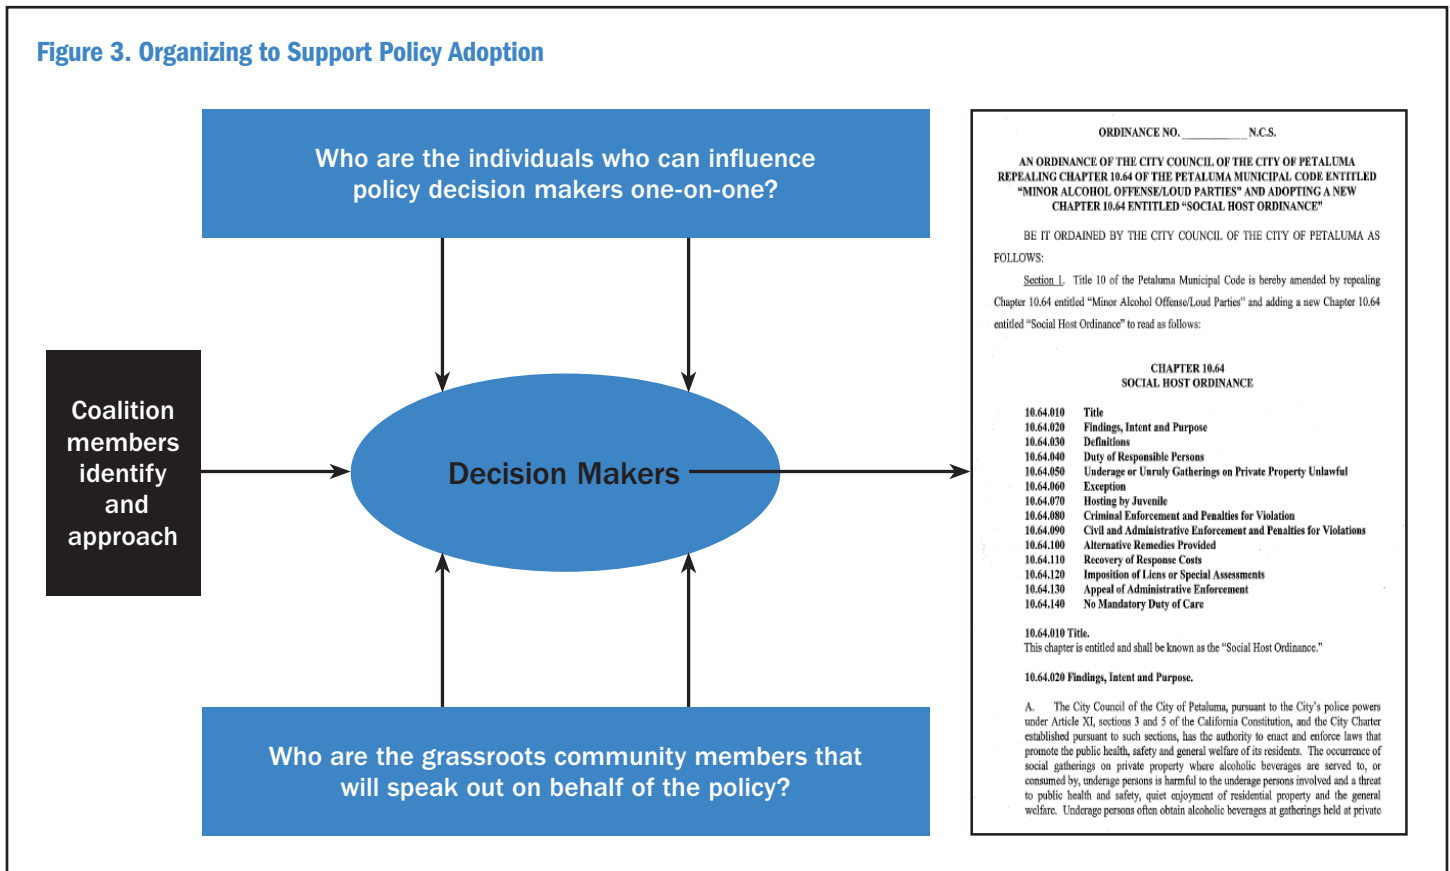 Figure 3. Organizing to Support Policy Adoption
Who are the individuals who can influence
policy decision makers one-on-one?
Coalition
members
identify
and
approach
Decision Makers
Who are the grassroots community members that
will speak out on behalf of the policy?
ORDINANCE NO. ____________ N.C.S.
AN ORDINANCE OF THE CITY COUNCIL OF THE CITY OF PETALUMA
REPEALING CHAPTER 10.64 OF THE PETALUMA MUNICIPAL CODE ENTITLED
“MINOR ALCOHOL OFFENSE/LOUD PARTIES” AND ADOPTING A NEW
CHAPTER 10.64 ENTITLED “SOCIAL HOST ORDINANCE”
BE IT ORDAINED BY THE CITY COUNCIL OF THE CITY OF PETALUMA AS
FOLLOWS:
Section 1. Title 10 of the Petaluma Municipal Code is hereby amended by repealing
Chapter 10.64 entitled “Minor Alcohol Offense/Loud Parties” and adding a new Chapter 10.64
entitled “Social Host Ordinance” to read as follows:
CHAPTER 10.64
SOCIAL HOST ORDINANCE
10.64.010 Title
10.64.020 Findings, Intent and Purpose
10.64.030 Definitions
10.64.040 Duty of Responsible Persons
10.64.050 Underage or Unruly Gatherings on Private Property Unlawful
10.64.060 Exception
10.64.070 Hosting by Juvenile
10.64.080 Criminal Enforcement and Penalties for Violation
10.64.090 Civil and Administrative Enforcement and Penalties for Violations
10.64.100 Alternative Remedies Provided
10.64.110 Recovery of Response Costs
10.64.120 Imposition of Liens or Special Assessments
10.64.130 Appeal of Administrative Enforcement
10.64.140 No Mandatory Duty of Care
10.64.010 Title.
This chapter is entitled and shall be known as the “Social Host Ordinance.”
10.64.020 Findings, Intent and Purpose.
A. The City Council of the City of Petaluma, pursuant to the City’s police powers
under Article XI, sections 3 and 5 of the California Constitution, and the City Charter
established pursuant to such sections, has the authority to enact and enforce laws that
promote the public health, safety and general welfare of its residents. The occurrence of
social gatherings on private property where alcoholic beverages are served to, or
consumed by, underage persons is harmful to the underage persons involved and a threat
to public health and safety, quiet enjoyment of residential property and the general
welfare. Underage persons often obtain alcoholic beverages at gatherings held at private